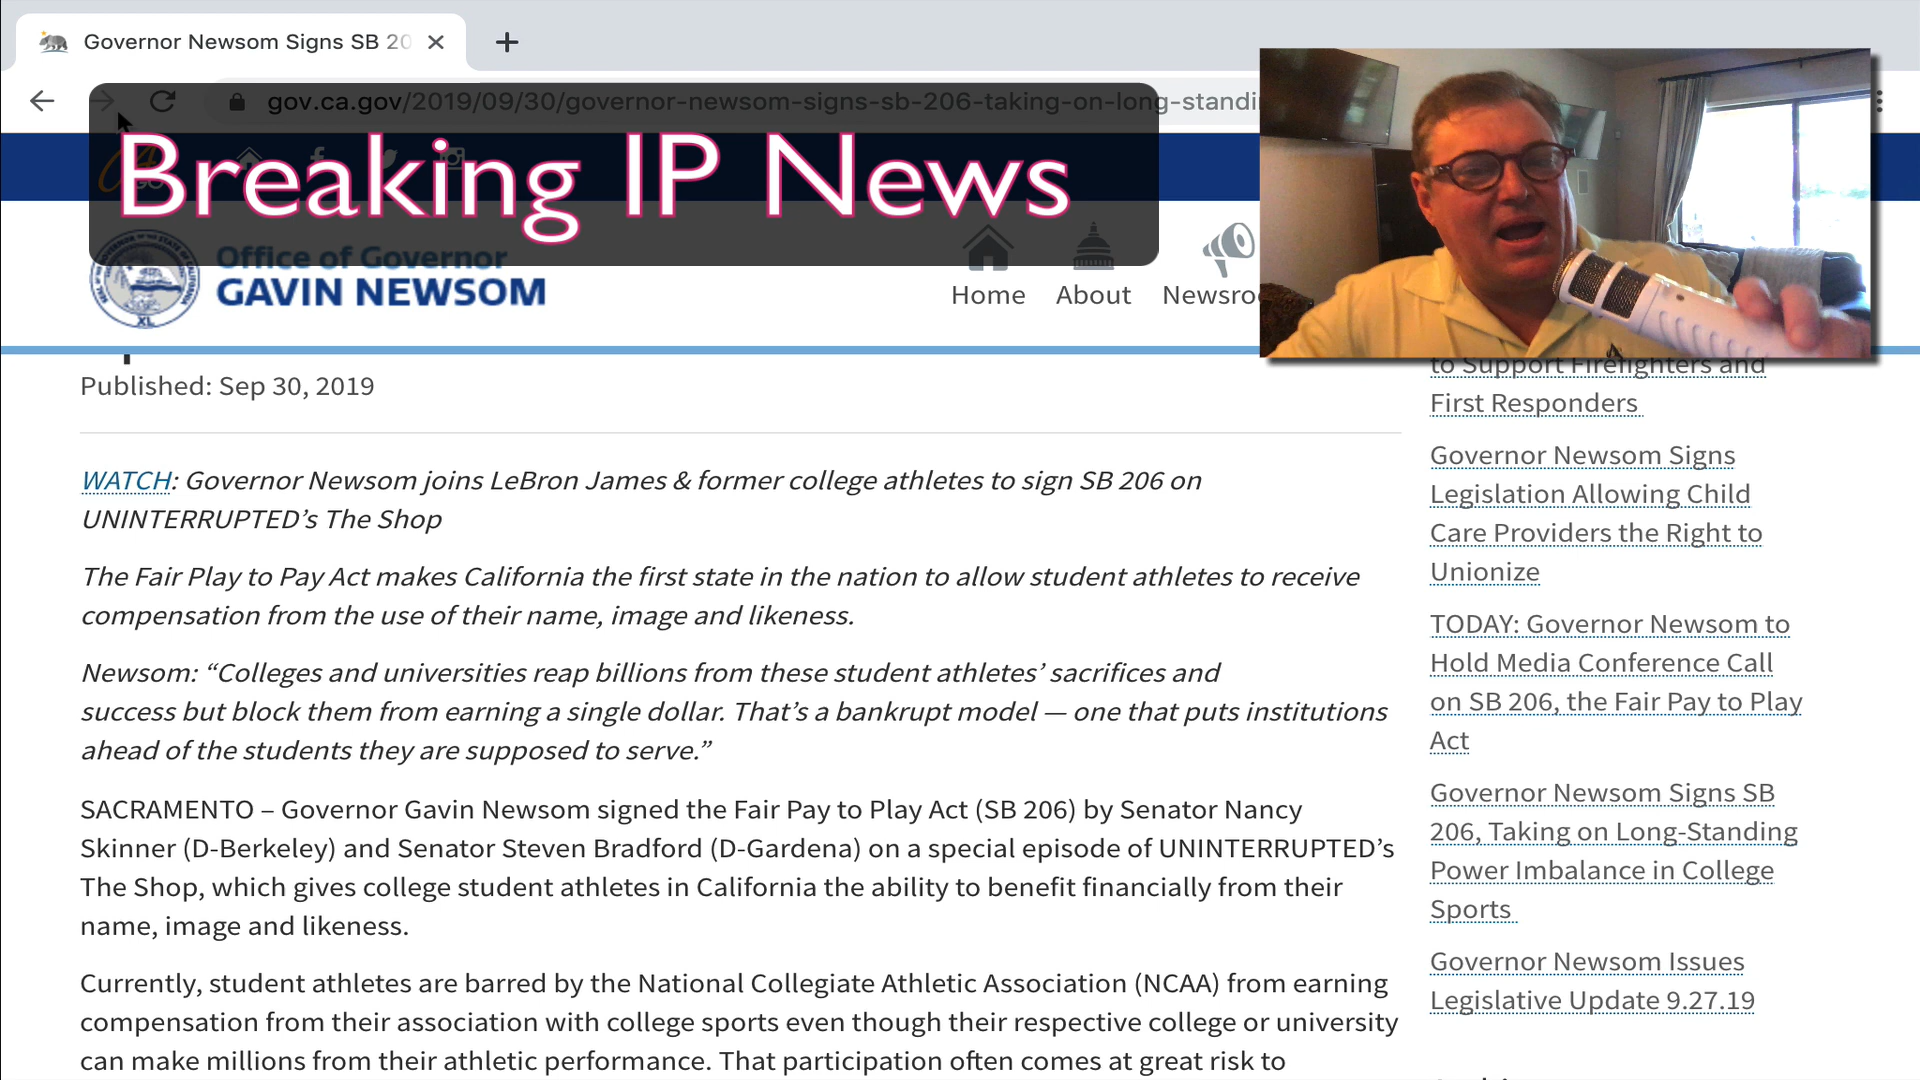 Governor Newsom Signs SB 20
gov.ca.gov/2019/09/30/governor-newsom-signs-sb-206-taking-on-long-standi
Breaking IP News
Office of Governor
GAVIN NEWSOM
XL
Home About Newsroo
Published: Sep 30, 2019
WATCH: Governor Newsom joins LeBron James & former college athletes to sign SB 206 on
UNINTERRUPTED’s The Shop
The Fair Play to Pay Act makes California the first state in the nation to allow student athletes to receive
compensation from the use of their name, image and likeness.
Newsom: “Colleges and universities reap billions from these student athletes’ sacrifices and
success but block them from earning a single dollar. That’s a bankrupt model — one that puts institutions
ahead of the students they are supposed to serve.”
SACRAMENTO – Governor Gavin Newsom signed the Fair Pay to Play Act (SB 206) by Senator Nancy
Skinner (D-Berkeley) and Senator Steven Bradford (D-Gardena) on a special episode of UNINTERRUPTED’s
The Shop, which gives college student athletes in California the ability to benefit financially from their
name, image and likeness.
Currently, student athletes are barred by the National Collegiate Athletic Association (NCAA) from earning
compensation from their association with college sports even though their respective college or university
can make millions from their athletic performance. That participation often comes at great risk to
to Support Firefighters and
First Responders
Governor Newsom Signs
Legislation Allowing Child
Care Providers the Right to
Unionize
TODAY: Governor Newsom to
Hold Media Conference Call
on SB 206, the Fair Pay to Play
Act
Governor Newsom Signs SB
206, Taking on Long-Standing
Power Imbalance in College
Sports
Governor Newsom Issues
Legislative Update 9.27.19